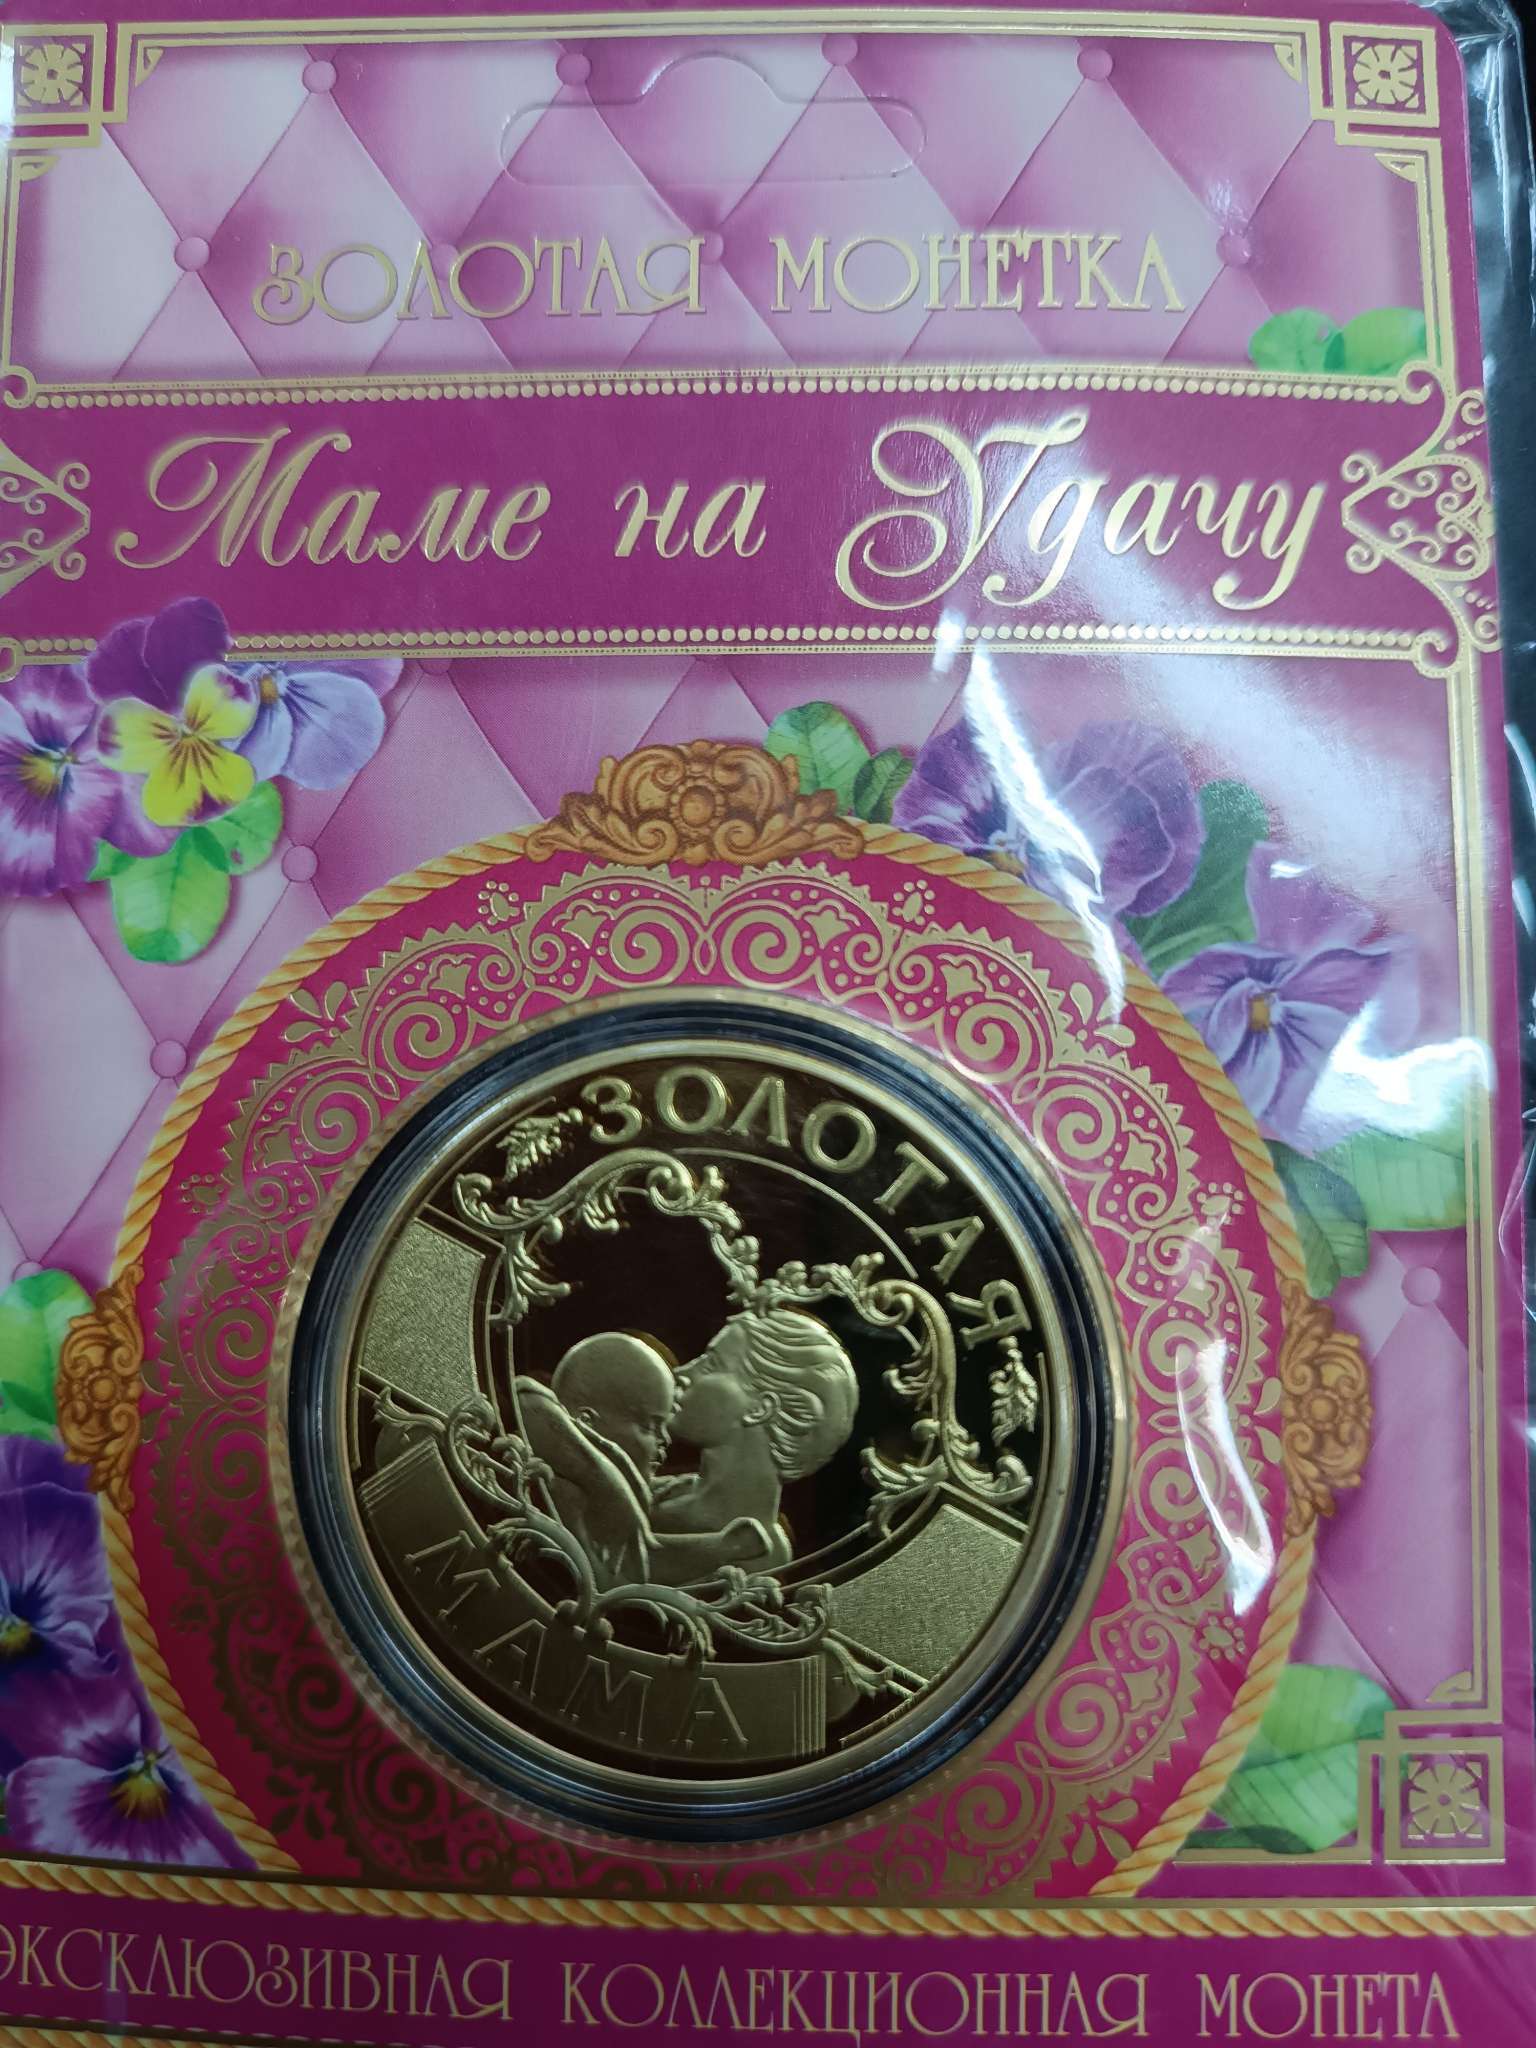 ЗОЛОТАЯ МОНЕТКА
Маме на Удачу
ЗОЛОТАЯ
МАМА
ЭКСКЛЮЗИВНАЯ КОЛЛЕКЦИОННАЯ МОНЕТА